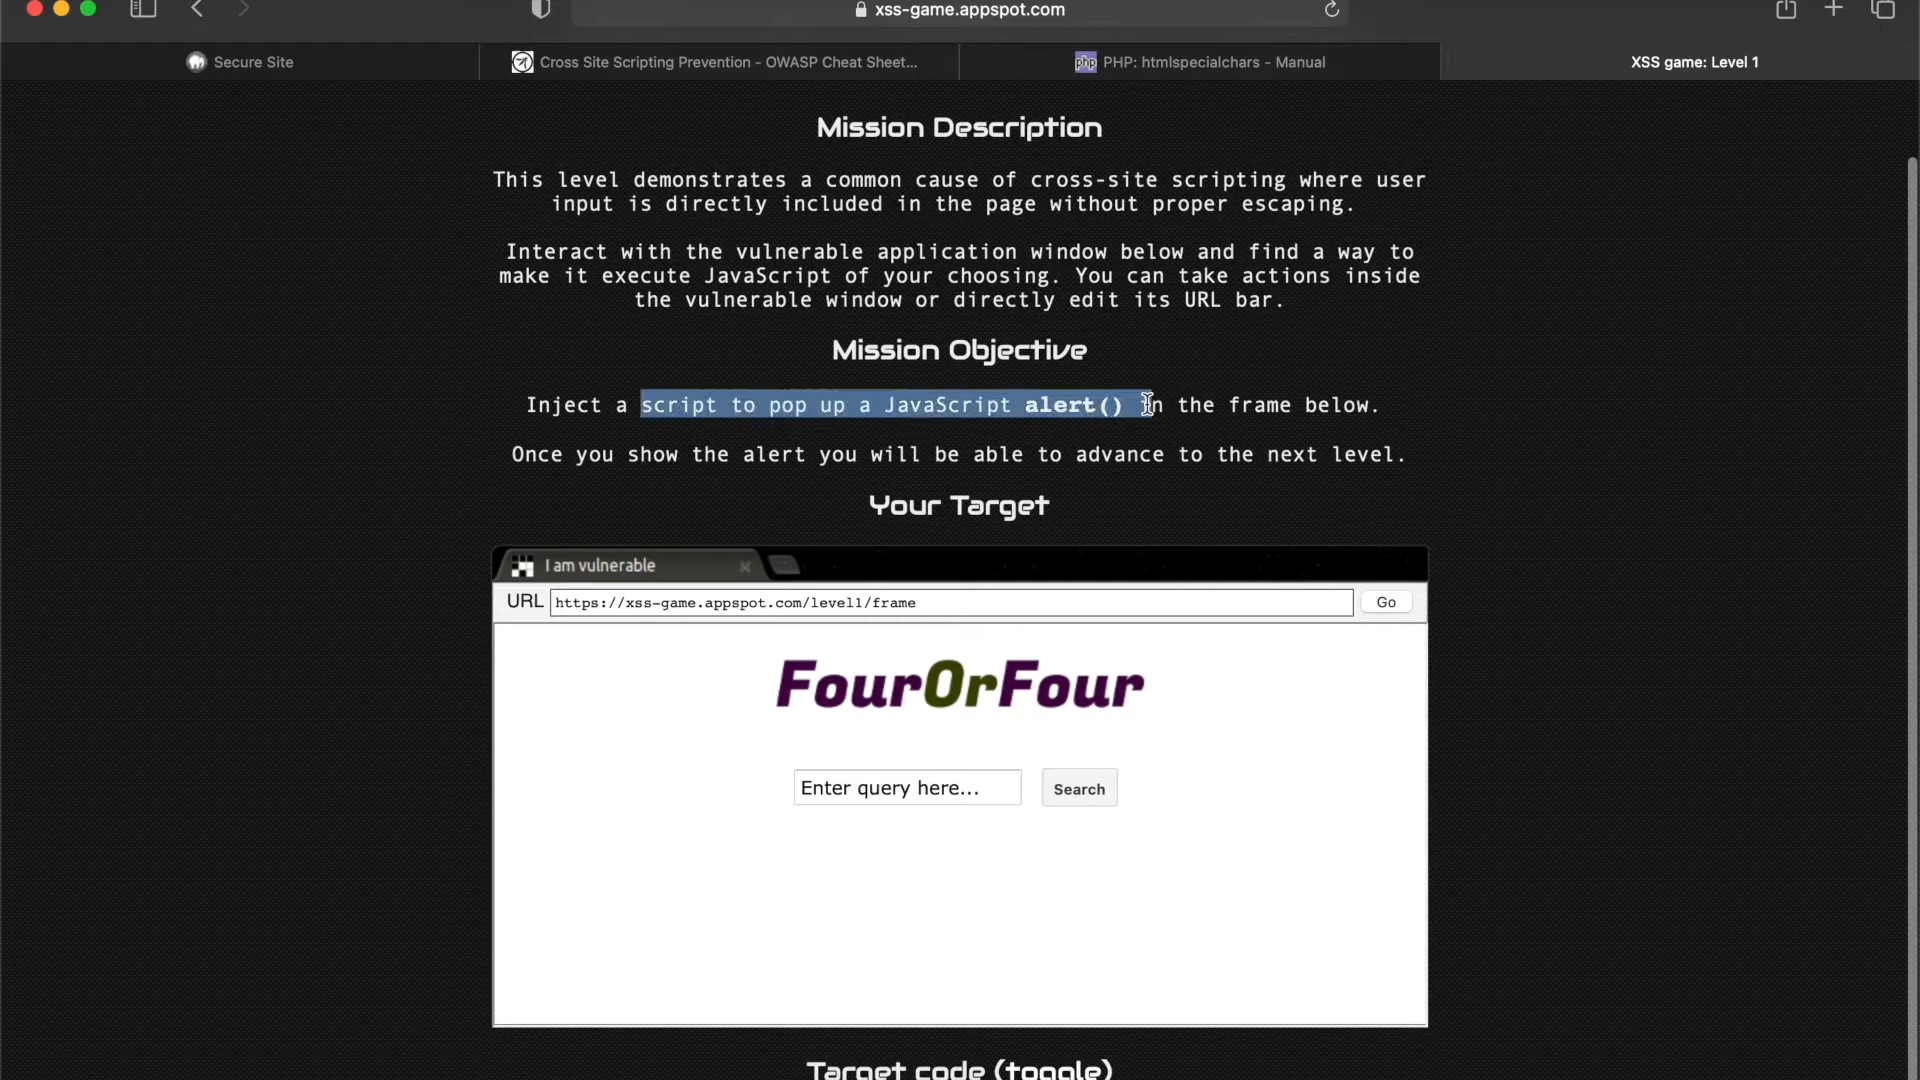 xss-game.appspot.com
Secure Site
Cross Site Scripting Prevention - OWASP Cheat Sheet...
php PHP: htmlspecialchars - Manual
XSS game: Level 1
Mission Description
This level demonstrates a common cause of cross-site scripting where user
input is directly included in the page without proper escaping.
Interact with the vulnerable application window below and find a way to
make it execute JavaScript of your choosing. You can take actions inside
the vulnerable window or directly edit its URL bar.
Mission Objective
Inject a script to pop up a JavaScript alert() in the frame below.
Once you show the alert you will be able to advance to the next level.
Your Target
I am vulnerable
URL https://xss-game.appspot.com/level1/frame Go
FourOrFour
Enter query here... Search
Target code (toggle)